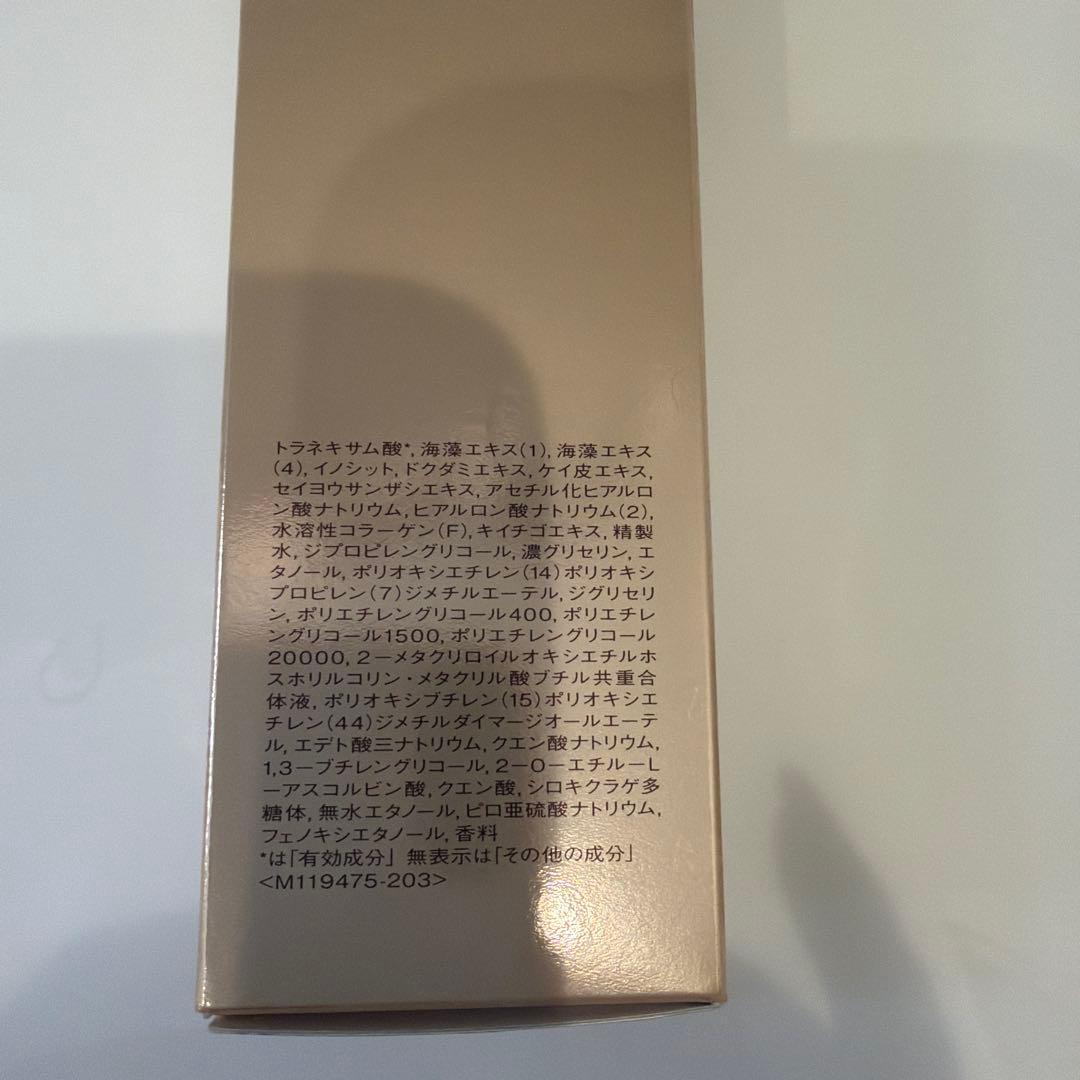 トラネキサム酸*, 海藻エキス(1), 海藻エキス
(4), イノシット, ドクダミエキス, ケイ皮エキス,
セイヨウサンザシエキス, アセチル化ヒアルロ
ン酸ナトリウム, ヒアルロン酸ナトリウム(2),
水溶性コラーゲン(F), キイチゴエキス, 精製
水, ジプロピレングリコール, 濃グリセリン, エ
タノール, ポリオキシエチレン(14)ポリオキシ
プロピレン(7)ジメチルエーテル, ジグリセリ
ン, ポリエチレングリコール400, ポリエチレ
ングリコール1500, ポリエチレングリコール
20000, 2-メタクリロイルオキシエチルホ
スホリルコリン・メタクリル酸ブチル共重合
体液, ポリオキシブチレン(15)ポリオキシエ
チレン(44)ジメチルダイマージオールエーテ
ル, エデト酸三ナトリウム, クエン酸ナトリウム,
1,3-ブチレングリコール, 2-O-エチル-L
-アスコルビン酸, クエン酸, シロキクラゲ多
糖体, 無水エタノール, ピロ亜硫酸ナトリウム,
フェノキシエタノール, 香料
*は「有効成分」 無表示は「その他の成分」
<M119475-203>